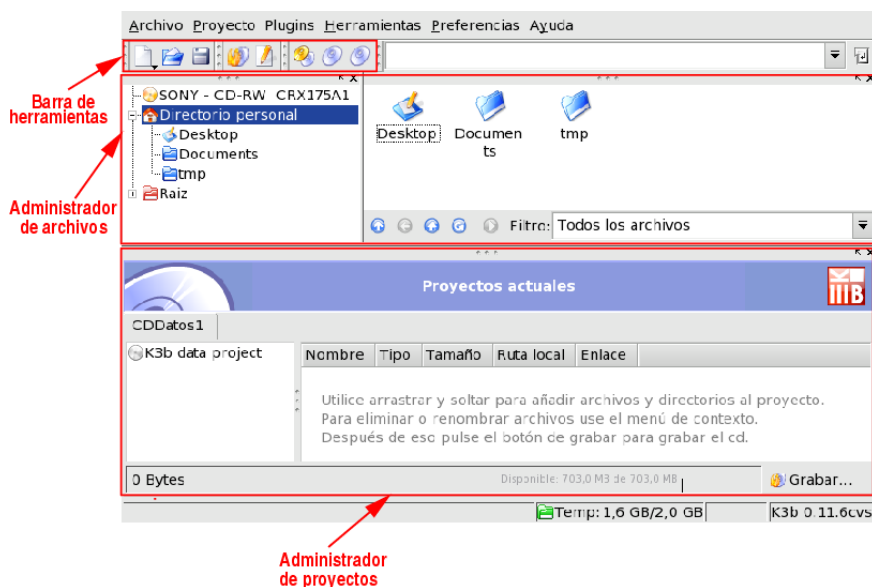 Archivo Proyecto Plugins Herramientas Preferencias Ayuda
Barra de
herramientas
SONY - CD-RW CRX175A1
Directorio personal
Desktop
Documents
tmp
Raiz
Desktop
Documen
ts
tmp
Administrador
de archivos
Filtro: Todos los archivos
Proyectos actuales
K3B
CDDatos1
K3b data project
Nombre Tipo Tamaño Ruta local Enlace
Utilice arrastrar y soltar para añadir archivos y directorios al proyecto.
Para eliminar o renombrar archivos use el menú de contexto.
Después de eso pulse el botón de grabar para grabar el cd.
0 Bytes
Disponible: 703,0 MB de 703,0 MB
Grabar...
Temp: 1,6 GB/2,0 GB
K3b 0.11.6cvs
Administrador
de proyectos